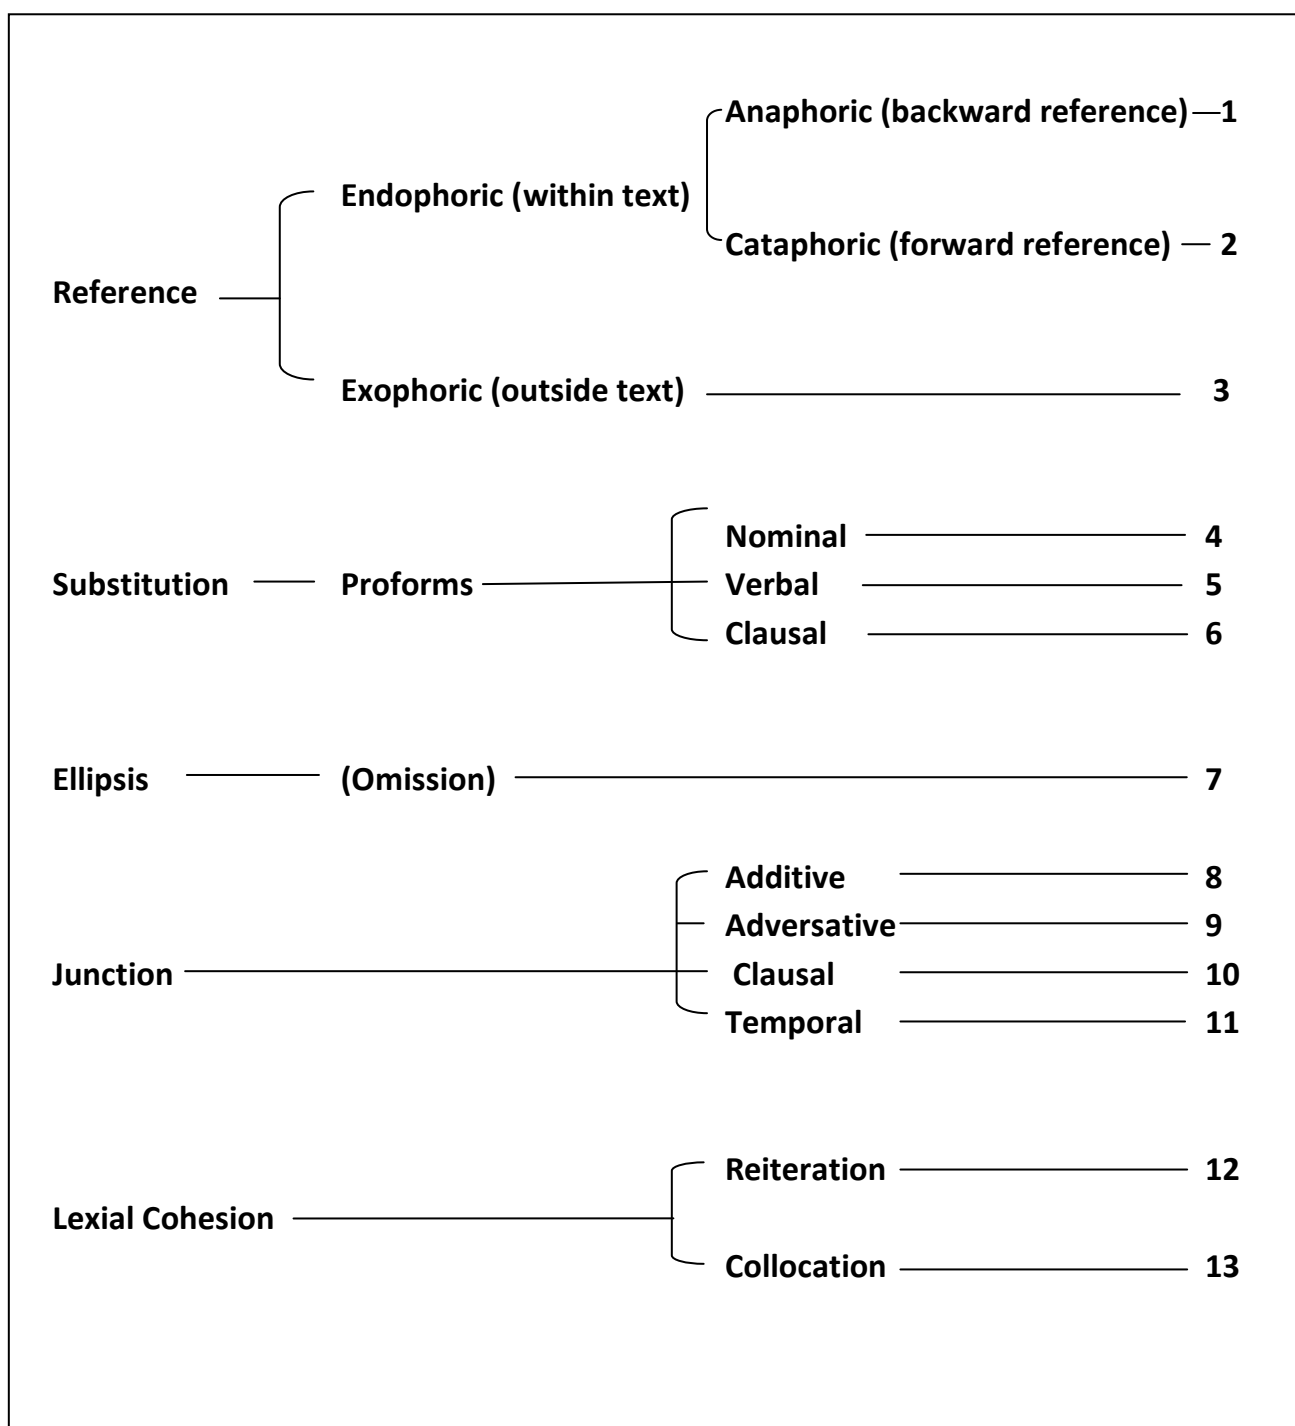 Anaphoric (backward reference) 1
Endophoric (within text)
Cataphoric (forward reference) 2
Reference
Exophoric (outside text) 3
Nominal 4
Substitution Proforms Verbal 5
Clausal 6
Ellipsis (Omission) 7
Additive 8
Adversative 9
Junction Clausal 10
Temporal 11
Reiteration 12
Lexial Cohesion
Collocation 13